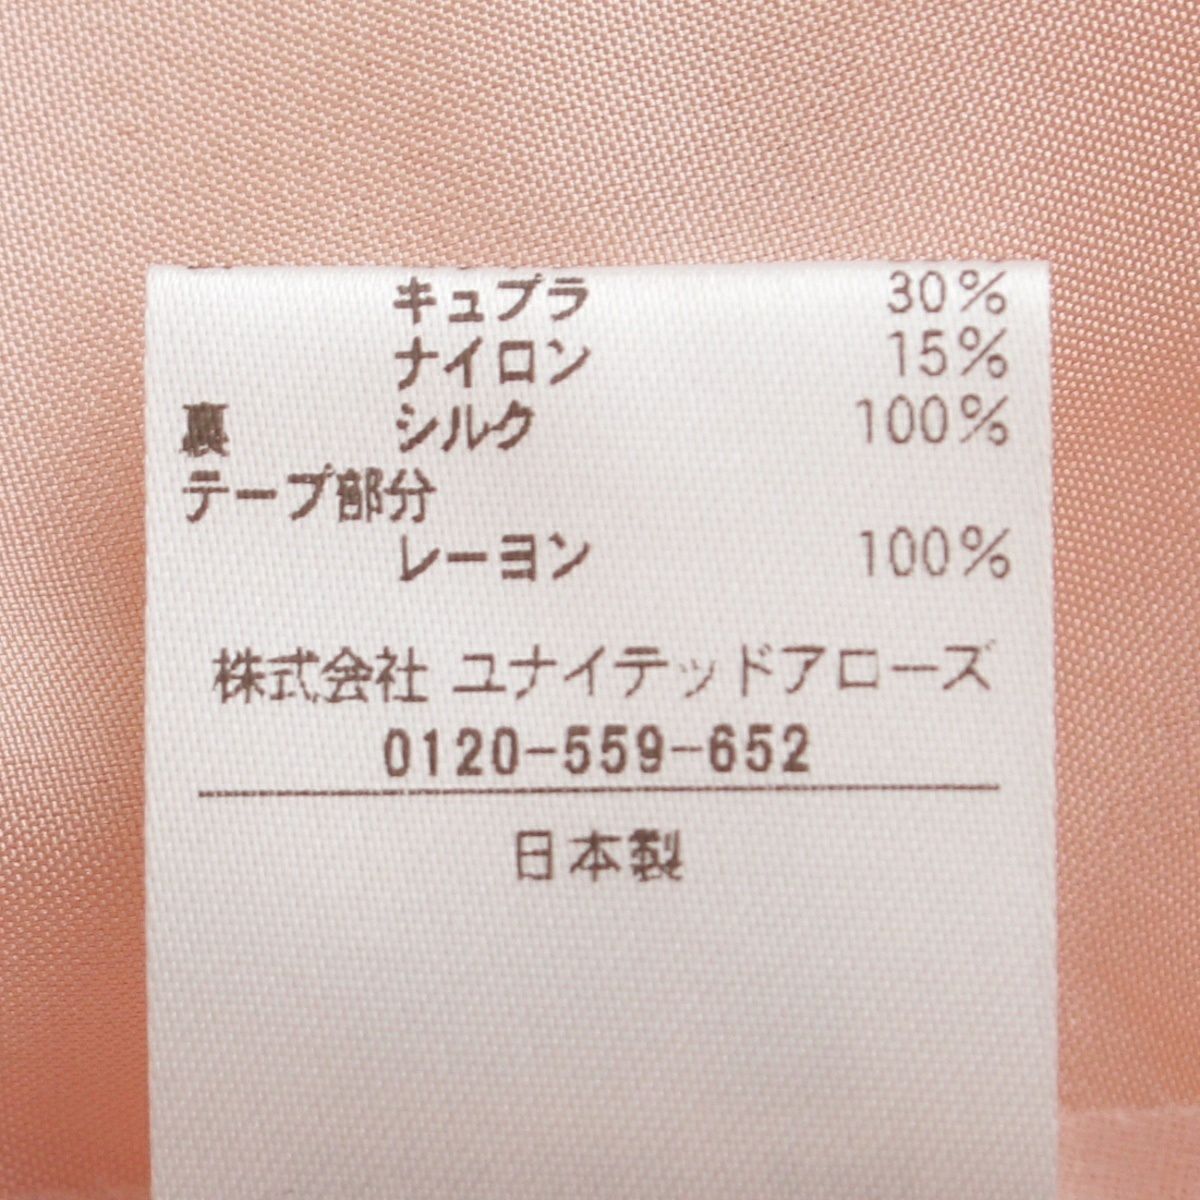 キュプラ 30%
ナイロン 15%
裏 シルク 100%
テープ部分
レーヨン 100%
株式会社 ユナイテッドアローズ
0120-559-652
日本製